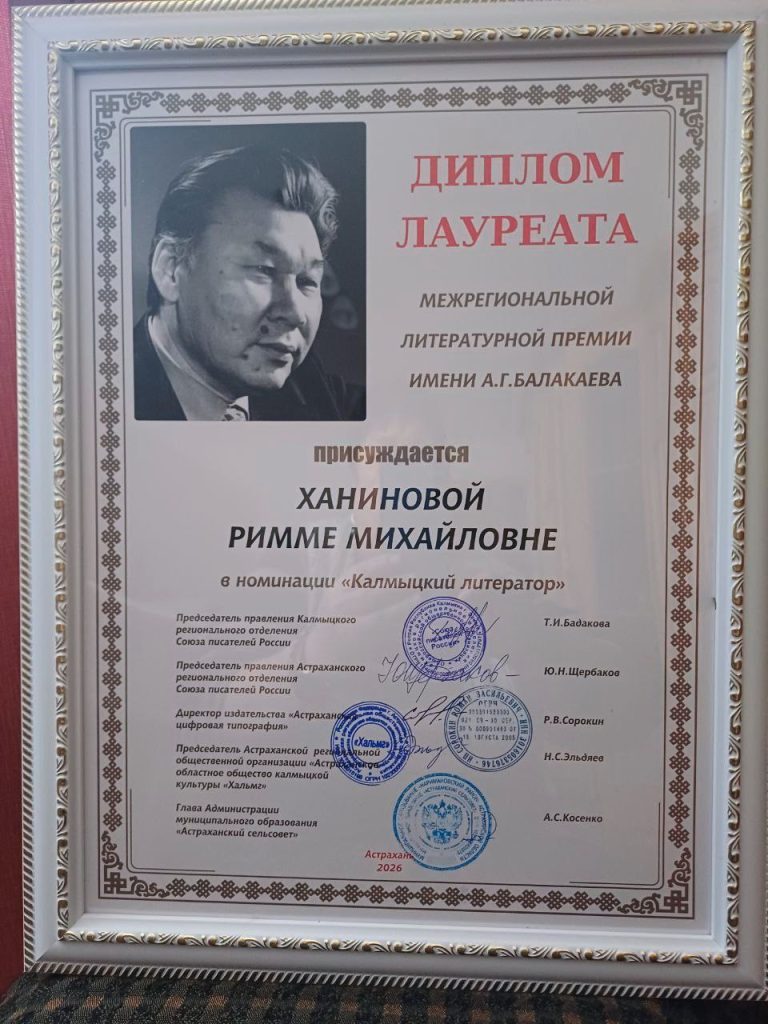 ДИПЛОМ
ЛАУРЕАТА
МЕЖРЕГИОНАЛЬНОЙ
ЛИТЕРАТУРНОЙ ПРЕМИИ
ИМЕНИ А.Г.БАЛАКАЕВА
присуждается
ХАНИНОВОЙ
РИММЕ МИХАЙЛОВНЕ
в номинации «Калмыцкий литератор»
Председатель правления Калмыцкого
регионального отделения
Союза писателей России
Т.И.Бадакова
Председатель правления Астраханского
регионального отделения
Союза писателей России
Ю.Н.Щербаков
Директор издательства «Астраханская
цифровая типография»
Р.В.Сорокин
Председатель Астраханской региональной
общественной организации «Астраханское
областное общество калмыцкой
культуры «Хальмг»
Н.С.Эльдяев
Глава Администрации
муниципального образования
«Астраханский сельсовет»
А.С.Косенко
«Хальмг»
Астрахань
2026